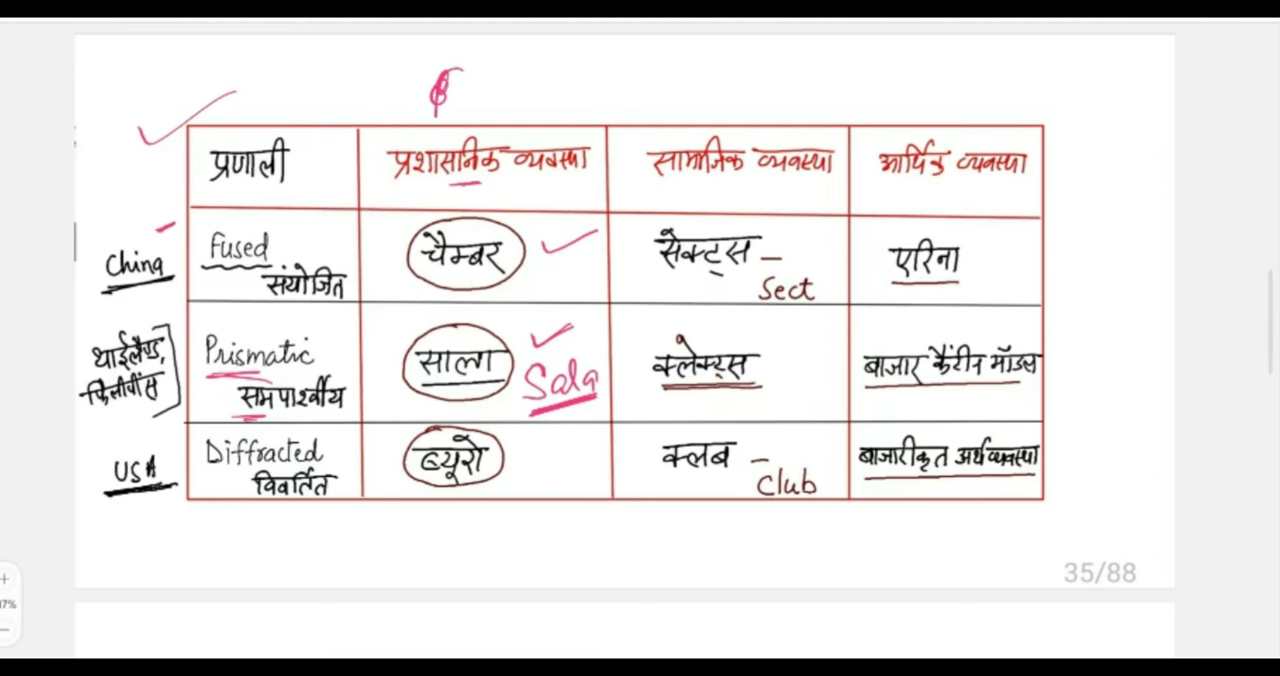 प्रणाली प्रशासनिक व्यवस्था सामाजिक व्यवस्था आर्थिक व्यवस्था
China Fused चैम्बर सेक्ट्स – एरिना
संयोजित Sect
थाईलैण्ड, Prismatic साला क्लेक्ट्स बाजार कैंटीन मॉडल
फिलीपींस समपार्श्वीय Sala
USA Diffracted ब्यूरो क्लब – बाजारीकृत अर्थव्यवस्था
विवर्तित Club
35/88